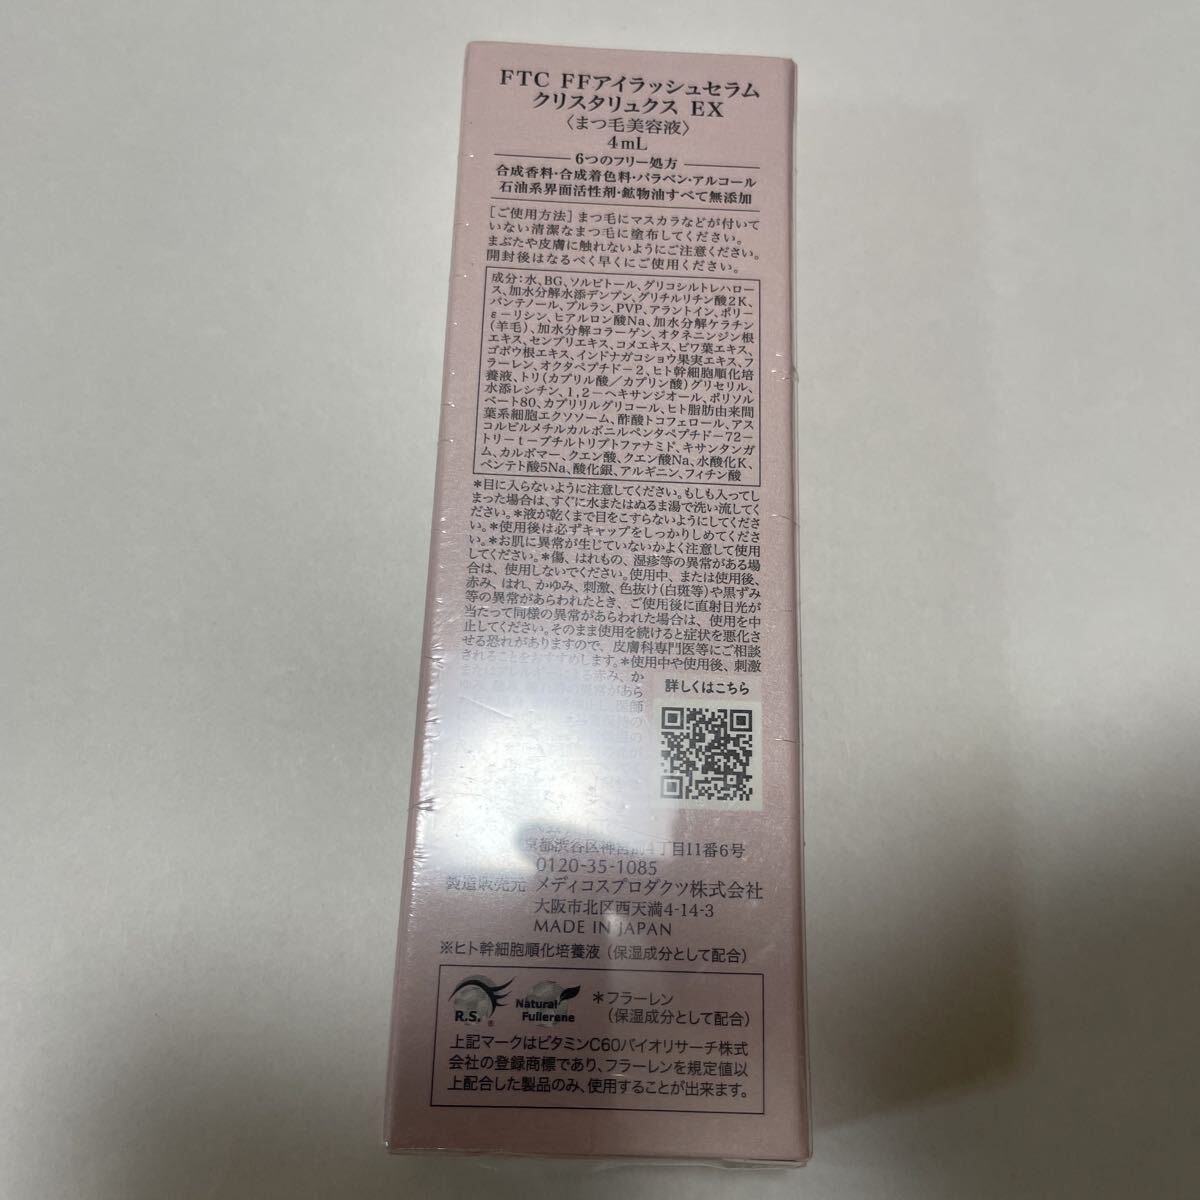 FTC FFアイラッシュセラム
クリスタリュクス EX
〈まつ毛美容液〉
4mL
6つのフリー処方
合成香料・合成着色料・パラベン・アルコール
石油系界面活性剤・鉱物油すべて無添加
[ご使用方法] まつ毛にマスカラなどが付いて
いない清潔なまつ毛に塗布してください。
まぶたや皮膚に触れないようにご注意ください。
開封後はなるべく早くにご使用ください。
成分：水、BG、ソルビトール、グリコシルトレハロー
ス、加水分解水添デンプン、グリチルリチン酸2K、
パンテノール、プルラン、PVP、アラントイン、ポリー
ε－リシン、ヒアルロン酸Na、加水分解ケラチン
(羊毛)、加水分解コラーゲン、オタネニンジン根
エキス、センブリエキス、コメエキス、ビワ葉エキス、
ゴボウ根エキス、インドナガコショウ果実エキス、フ
ラーレン、オクタペプチド－2、ヒト幹細胞順化培
養液、トリ(カプリル酸／カプリン酸)グリセリル、
水添レシチン、1,2－ヘキサンジオール、ポリソル
ベート80、カプリリルグリコール、ヒト脂肪由来間
葉系細胞エクソソーム、酢酸トコフェロール、アス
コルビルメチルカルボニルペンタペプチド－72－
トリ－t－ブチルトリプトファナミド、キサンタンガ
ム、カルボマー、クエン酸、クエン酸Na、水酸化K、
ペンテト酸5Na、酸化銀、アルギニン、フィチン酸
＊目に入らないように注意してください。もしも入ってし
まった場合は、すぐに水またはぬるま湯で洗い流してく
ださい。＊液が乾くまで目をこすらないようにしてくださ
い。＊使用後は必ずキャップをしっかりしめてくださ
い。＊お肌に異常が生じていないかよく注意して使用
してください。＊傷、はれもの、湿疹等の異常がある場
合は、使用しないでください。使用中、または使用後、
赤み、はれ、かゆみ、刺激、色抜け(白斑等)や黒ずみ
等の異常があらわれたとき、ご使用後に直射日光が
当たって同様の異常があらわれた場合は、使用を中
止してください。そのまま使用を続けると症状を悪化さ
せる恐れがありますので、皮膚科専門医等にご相談
されることをおすすめします。＊使用中や使用後、刺激
る赤み、か
詳しくはこちら
京都渋谷区神宮前4丁目11番6号
0120-35-1085
製造販売元 メディコスプロダクツ株式会社
大阪市北区西天満4-14-3
MADE IN JAPAN
※ヒト幹細胞順化培養液（保湿成分として配合）
R.S.®
Natural
Fullerene
＊フラーレン
（保湿成分として配合）
上記マークはビタミンC60バイオリサーチ株式
会社の登録商標であり、フラーレンを規定値以
上配合した製品のみ、使用することが出来ます。